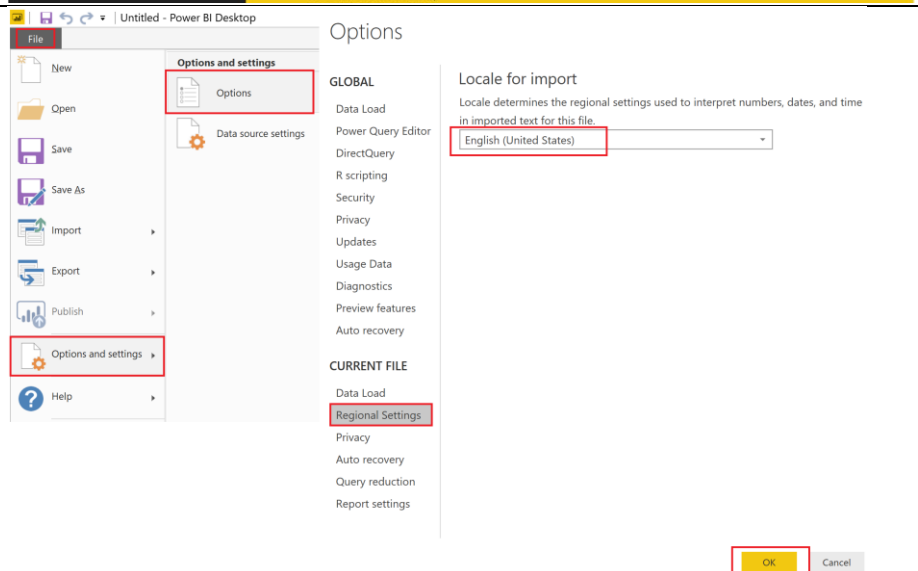 Untitled - Power BI Desktop
File
New
Open
Save
Save As
Import
Export
Publish
Options and settings
Help
Options and settings
Options
Data source settings
Options
GLOBAL
Data Load
Power Query Editor
DirectQuery
R scripting
Security
Privacy
Updates
Usage Data
Diagnostics
Preview features
Auto recovery
CURRENT FILE
Data Load
Regional Settings
Privacy
Auto recovery
Query reduction
Report settings
Locale for import
Locale determines the regional settings used to interpret numbers, dates, and time
in imported text for this file.
English (United States)
OK
Cancel